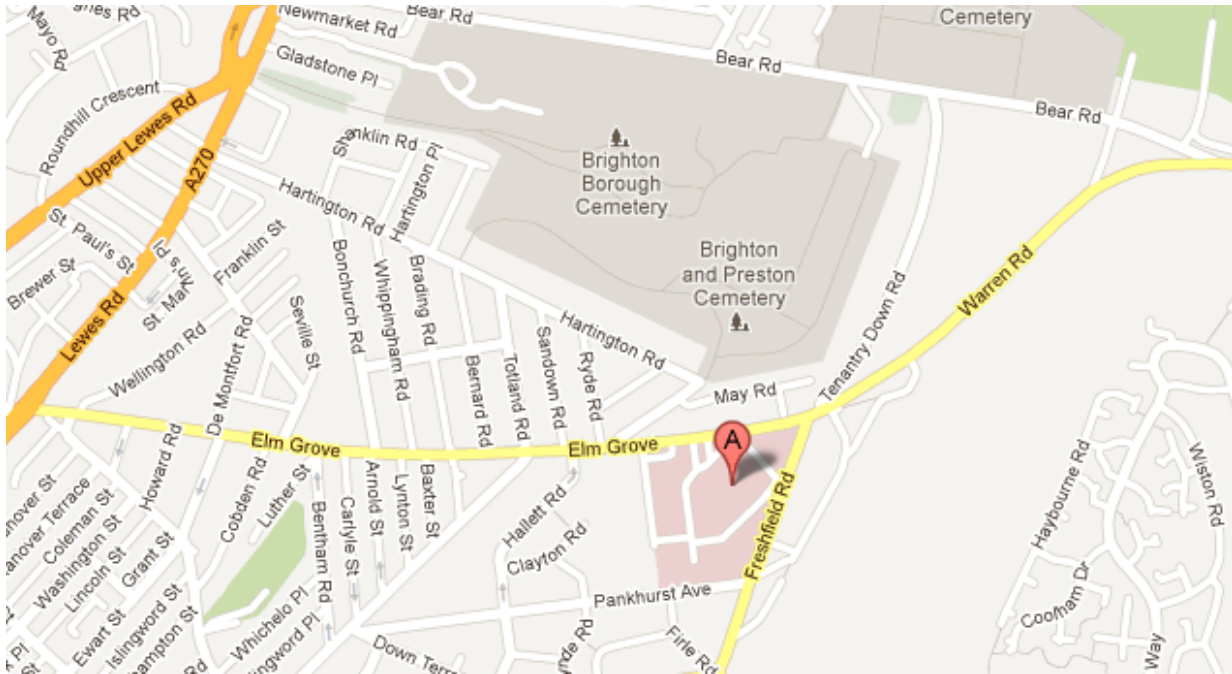 Newmarket Rd
Bear Rd
Cemetery
Mayo Rd
Gladstone Pl
Bear Rd
Bear Rd
Roundhill Crescent
Upper Lewes Rd
A270
Franklin Rd
Hartington Pl
Brighton
Borough
Cemetery
Hartington Rd
Brighton
and Preston
Cemetery
St. Paul's St
Franklin St
Brewer St
Bonchurch Rd
Whippingham Rd
Brading Rd
Warren Rd
Lewes Rd
Seville St
Hartington Rd
Tenantry Down Rd
Wellington Rd
De Montfort Rd
Bernard Rd
Totland Rd
Sandown Rd
Ryde Rd
May Rd
Elm Grove
Elm Grove
A
Howard Rd
Cobden Rd
Luther St
Bentham Rd
Carlyle St
Arnold St
Lynton St
Baxter St
Hallett Rd
Clayton Rd
Freshfield Rd
Haybourne Rd
Wiston Rd
anover St
anover Terrace
Coleman St
Washington St
Lincoln St
Grant St
Ewart St
Islingword St
hampton St
Whichelo Pl
lingword Pl
Pankhurst Ave
Down Terr
Firle Rd
Coolham Dr
Way